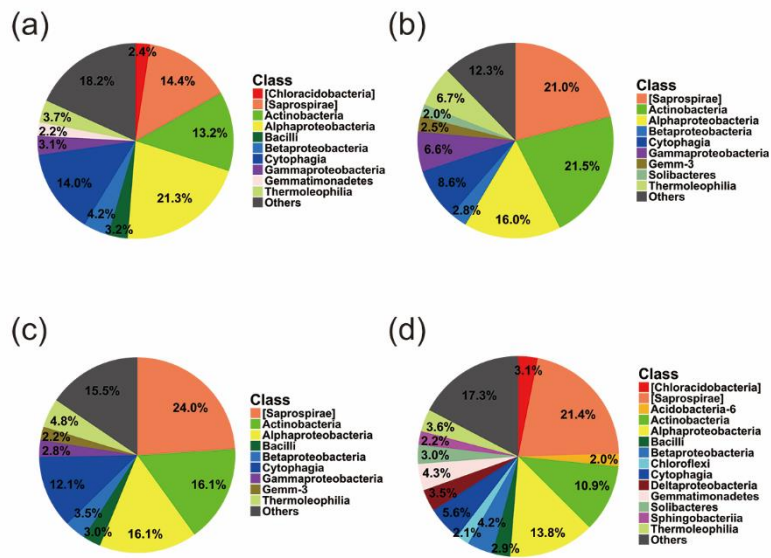 (a)
2.4%
14.4%
13.2%
21.3%
3.2%
4.2%
14.0%
3.1%
2.2%
3.7%
18.2%
Class
[Chloracidobacteria]
[Saprospirae]
Actinobacteria
Alphaproteobacteria
Bacilli
Betaproteobacteria
Cytophagia
Gammaproteobacteria
Gemmatimonadetes
Thermoleophilia
Others
(b)
21.0%
21.5%
16.0%
2.8%
8.6%
6.6%
2.5%
2.0%
6.7%
12.3%
Class
[Saprospirae]
Actinobacteria
Alphaproteobacteria
Betaproteobacteria
Cytophagia
Gammaproteobacteria
Gemm-3
Solibacteres
Thermoleophilia
Others
(c)
24.0%
16.1%
16.1%
3.0%
3.5%
12.1%
2.8%
2.2%
4.8%
15.5%
Class
[Saprospirae]
Actinobacteria
Alphaproteobacteria
Bacilli
Betaproteobacteria
Cytophagia
Gammaproteobacteria
Gemm-3
Thermoleophilia
Others
(d)
3.1%
21.4%
2.0%
10.9%
13.8%
2.9%
4.2%
2.1%
5.6%
3.5%
4.3%
3.0%
2.2%
3.6%
17.3%
Class
[Chloracidobacteria]
[Saprospirae]
Acidobacteria-6
Actinobacteria
Alphaproteobacteria
Bacilli
Betaproteobacteria
Chloroflexi
Cytophagia
Deltaproteobacteria
Gemmatimonadetes
Solibacteres
Sphingobacteriia
Thermoleophilia
Others